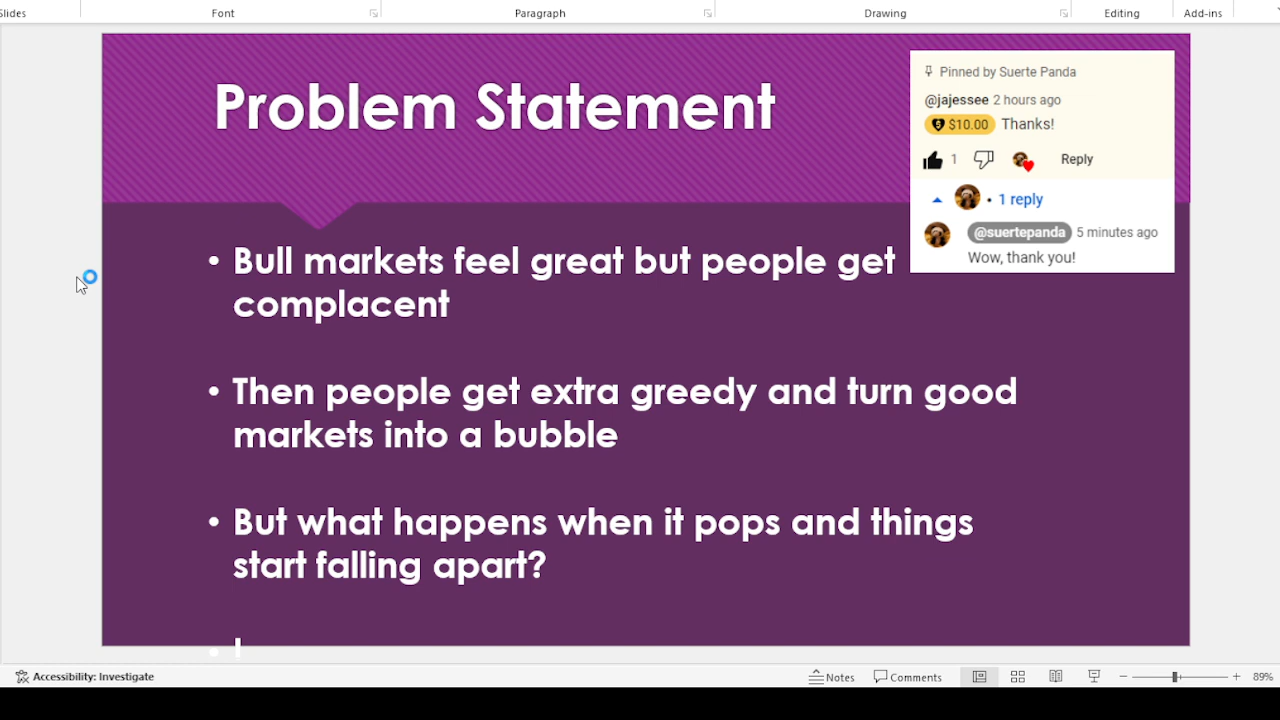 Slides Font Paragraph Drawing Editing Add-ins
Problem Statement
Pinned by Suerte Panda
@jajessee 2 hours ago
$10.00 Thanks!
1 Reply
• 1 reply
@suertepanda 5 minutes ago
Wow, thank you!
• Bull markets feel great but people get
complacent
• Then people get extra greedy and turn good
markets into a bubble
• But what happens when it pops and things
start falling apart?
Accessibility: Investigate Notes Comments 89%